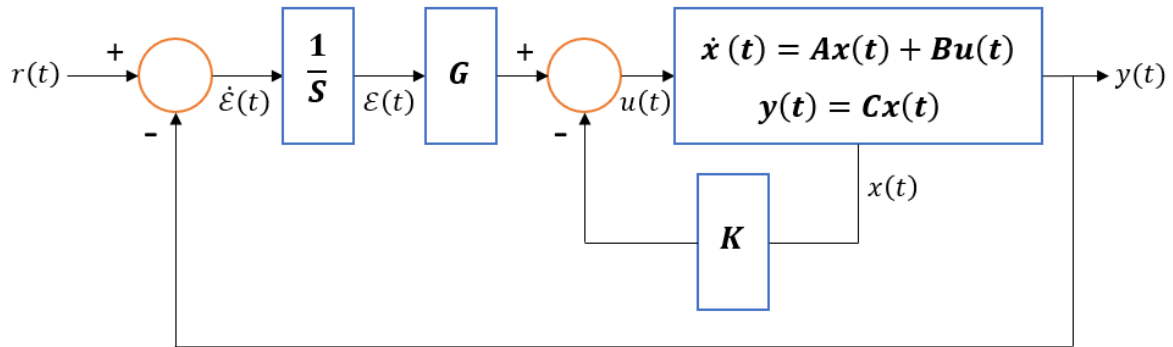 r(t)
+
-
ℰ̇(t)
1
S
ℰ(t)
G
+
-
u(t)
ẋ (t) = Ax(t) + Bu(t)
y(t) = Cx(t)
y(t)
x(t)
K